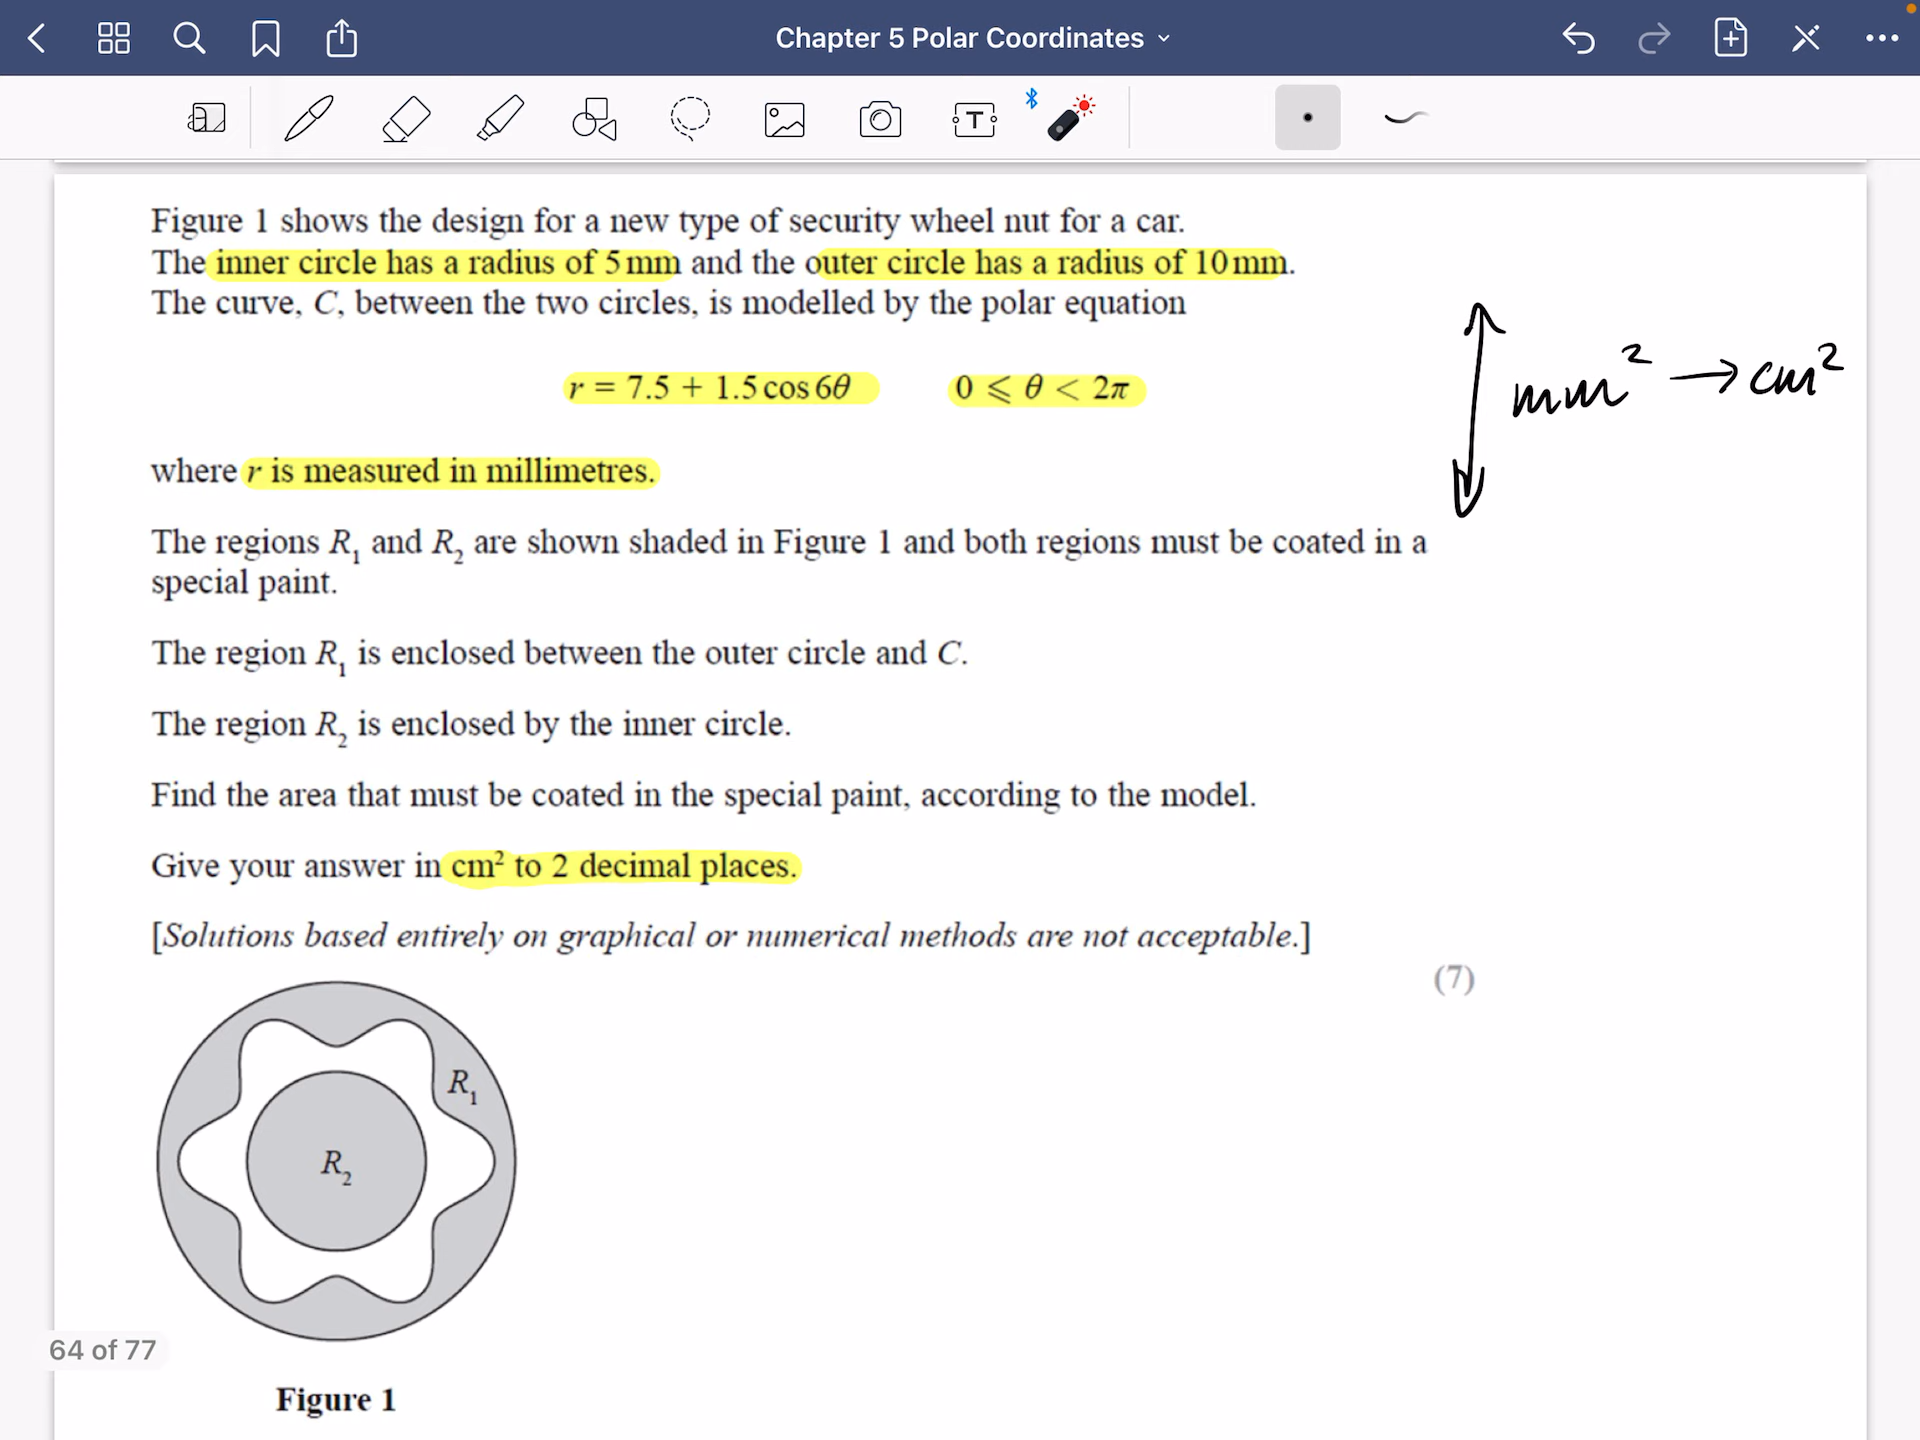 Chapter 5 Polar Coordinates
a
T
Figure 1 shows the design for a new type of security wheel nut for a car.
The inner circle has a radius of 5 mm and the outer circle has a radius of 10 mm.
The curve, C, between the two circles, is modelled by the polar equation
r = 7.5 + 1.5 cos 6θ 0 ⩽ θ < 2π
mm² → cm²
where r is measured in millimetres.
The regions R₁ and R₂ are shown shaded in Figure 1 and both regions must be coated in a
special paint.
The region R₁ is enclosed between the outer circle and C.
The region R₂ is enclosed by the inner circle.
Find the area that must be coated in the special paint, according to the model.
Give your answer in cm² to 2 decimal places.
[Solutions based entirely on graphical or numerical methods are not acceptable.]
(7)
R₁
R₂
64 of 77
Figure 1